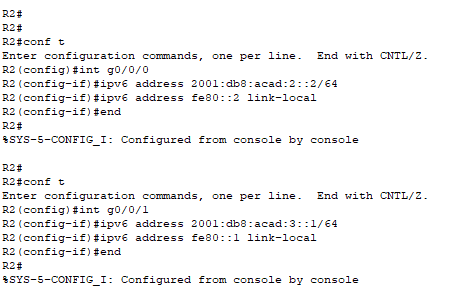 R2#
R2#
R2#conf t
Enter configuration commands, one per line.  End with CNTL/Z.
R2(config)#int g0/0/0
R2(config-if)#ipv6 address 2001:db8:acad:2::2/64
R2(config-if)#ipv6 address fe80::2 link-local
R2(config-if)#end
R2#
%SYS-5-CONFIG_I: Configured from console by console

R2#
R2#conf t
Enter configuration commands, one per line.  End with CNTL/Z.
R2(config)#int g0/0/1
R2(config-if)#ipv6 address 2001:db8:acad:3::1/64
R2(config-if)#ipv6 address fe80::1 link-local
R2(config-if)#end
R2#
%SYS-5-CONFIG_I: Configured from console by console